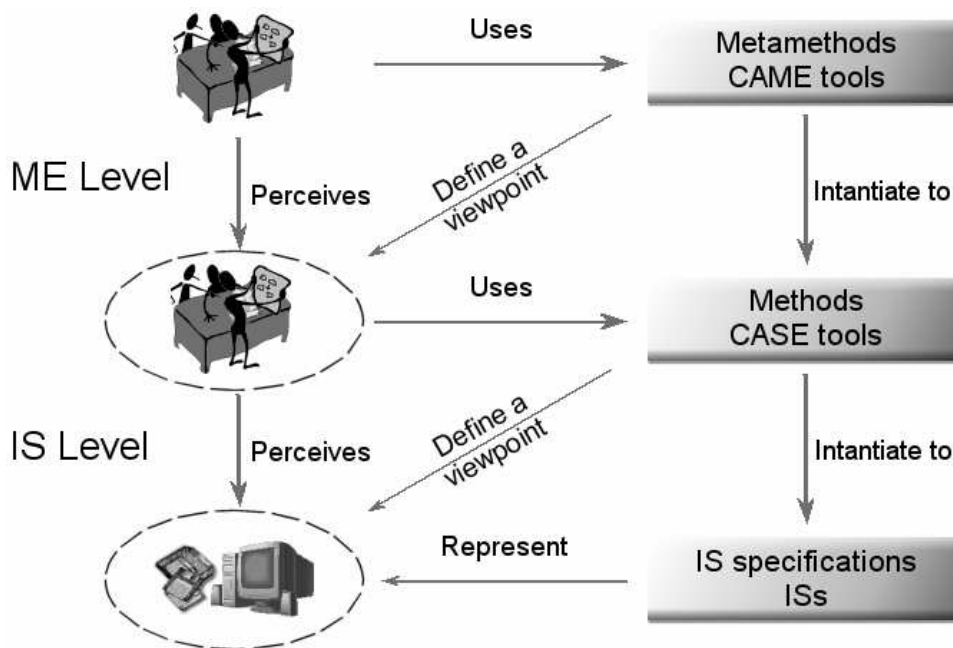 Uses
Metamethods
CAME tools
ME Level
Perceives
Define a
viewpoint
Intantiate to
Uses
Methods
CASE tools
IS Level
Perceives
Define a
viewpoint
Intantiate to
Represent
IS specifications
ISs